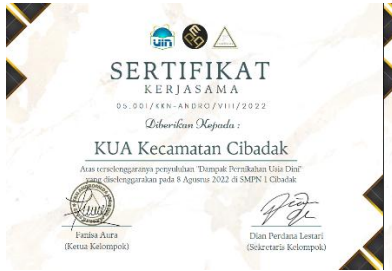 uin
SERTIFIKAT
KERJASAMA
05.001/KKN-ANDRO/VIII/2022
Diberikan Kepada :
KUA Kecamatan Cibadak
Atas terselenggaranya penyuluhan "Dampak Pernikahan Usia Dini"
yang diselenggarakan pada 8 Agustus 2022 di SMPN 1 Cibadak
Fanisa Aura
(Ketua Kelompok)
Dian Perdana Lestari
(Sekretaris Kelompok)